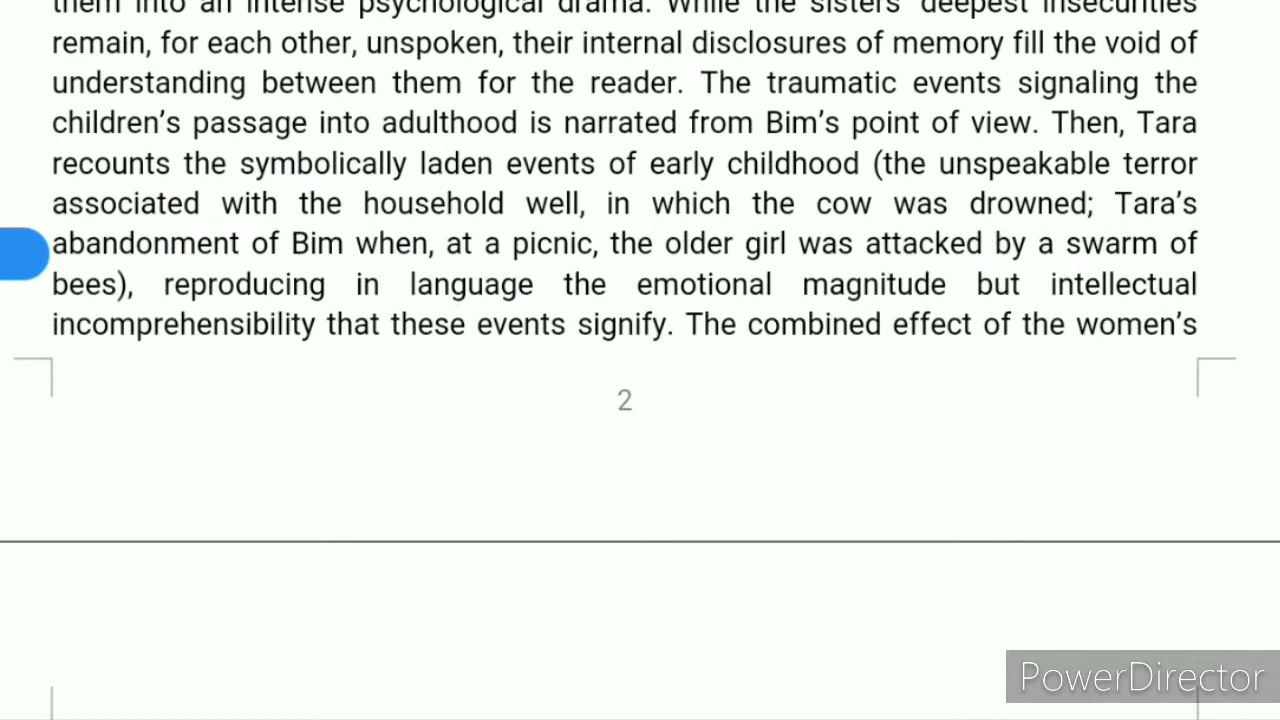 them into an intense psychological drama. While the sisters' deepest insecurities
remain, for each other, unspoken, their internal disclosures of memory fill the void of
understanding between them for the reader. The traumatic events signaling the
children's passage into adulthood is narrated from Bim's point of view. Then, Tara
recounts the symbolically laden events of early childhood (the unspeakable terror
associated with the household well, in which the cow was drowned; Tara's
abandonment of Bim when, at a picnic, the older girl was attacked by a swarm of
bees), reproducing in language the emotional magnitude but intellectual
incomprehensibility that these events signify. The combined effect of the women's
2
PowerDirector